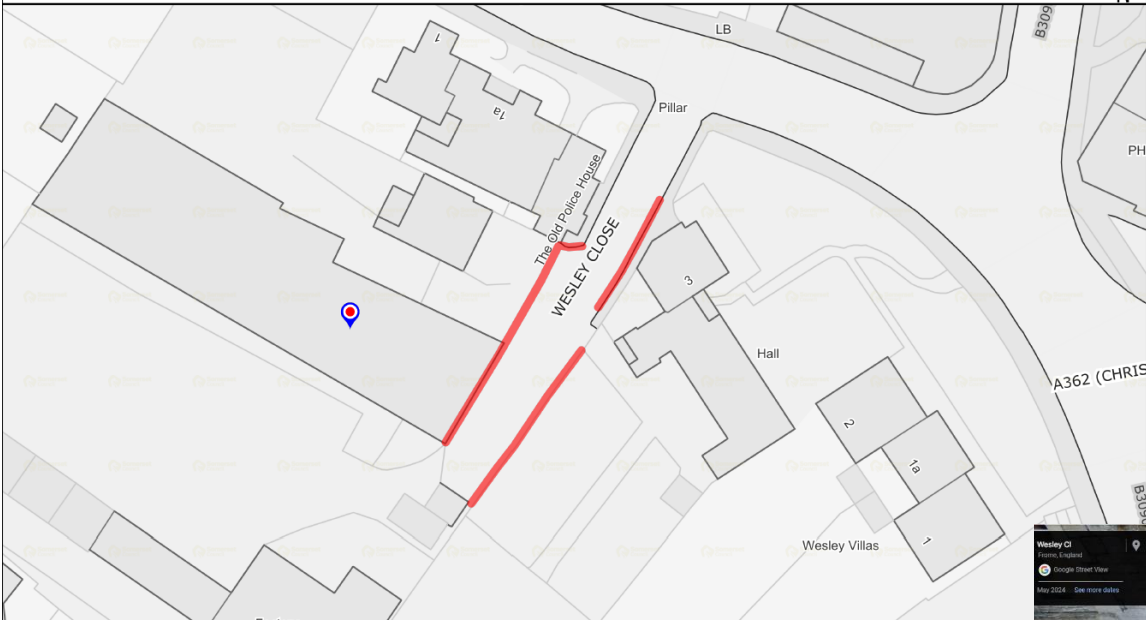 LB
B309
1
1a
Pillar
PH
The Old Police House
WESLEY CLOSE
3
Hall
A362 (CHRIS
2
1a
1
Wesley Villas
B309
Wesley Cl
Frome, England
Google Street View
May 2024 See more dates